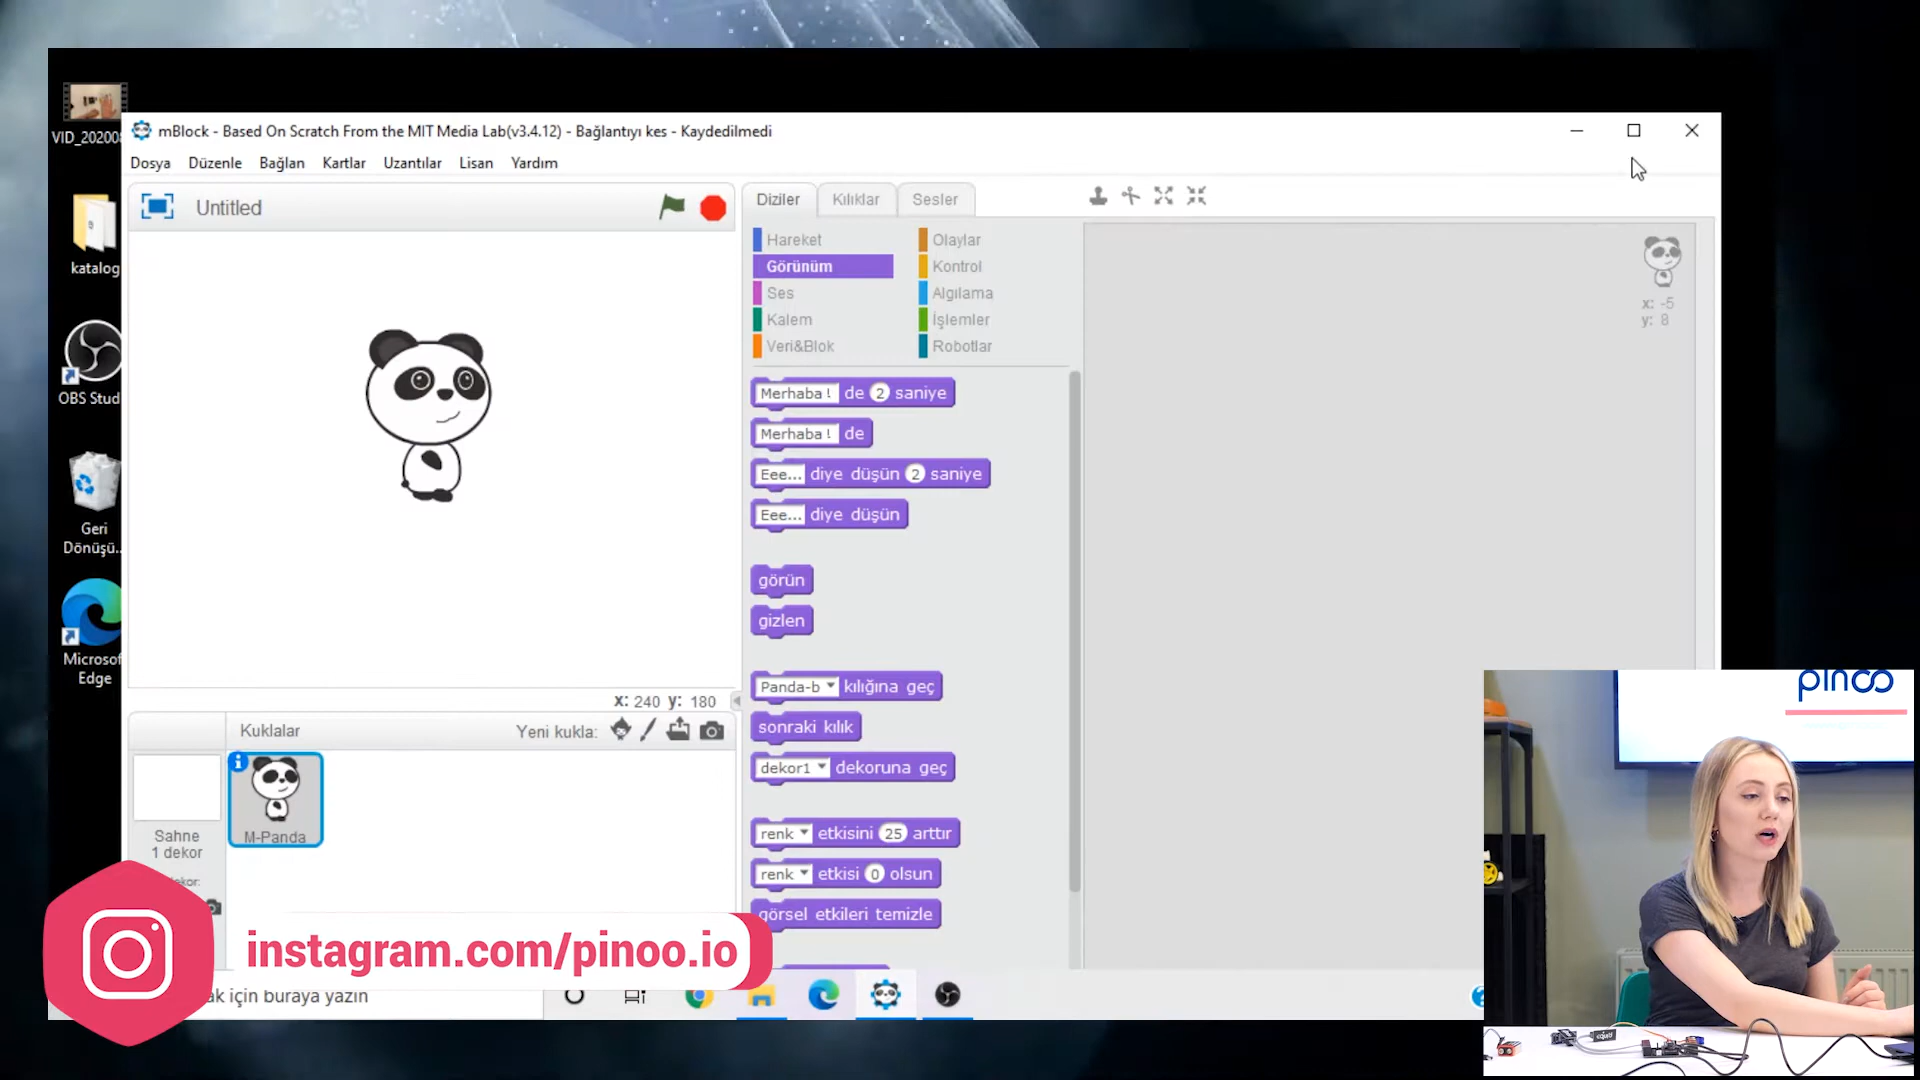 VID_20200
mBlock - Based On Scratch From the MIT Media Lab(v3.4.12) - Bağlantıyı kes - Kaydedilmedi
Dosya Düzenle Bağlan Kartlar Uzantılar Lisan Yardım
Untitled
Diziler Kılıklar Sesler
katalog
OBS Stud
Geri
Dönüşü...
Microsof
Edge
Hareket Olaylar
Görünüm Kontrol
Ses Algılama
Kalem İşlemler
Veri&Blok Robotlar
x: -5
y: 8
Merhaba! de 2 saniye
Merhaba! de
Eee... diye düşün 2 saniye
Eee... diye düşün
görün
gizlen
Panda-b kılığına geç
sonraki kılık
dekor1 dekoruna geç
renk etkisini 25 arttır
renk etkisi 0 olsun
görsel etkileri temizle
x: 240 y: 180
Kuklalar Yeni kukla:
Sahne
1 dekor
M-Panda
instagram.com/pinoo.io
için buraya yazın
pinoo